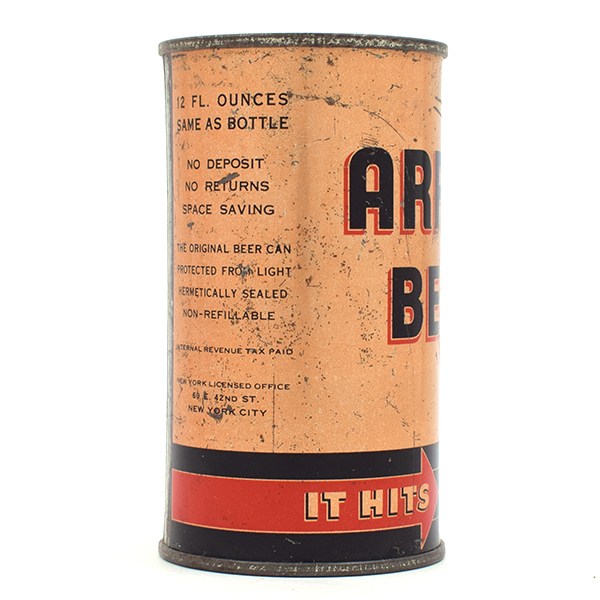 12 FL. OUNCES
SAME AS BOTTLE
NO DEPOSIT
NO RETURNS
SPACE SAVING
THE ORIGINAL BEER CAN
PROTECTED FROM LIGHT
HERMETICALLY SEALED
NON-REFILLABLE
INTERNAL REVENUE TAX PAID
NEW YORK LICENSED OFFICE
60 E. 42ND ST.
NEW YORK CITY
AR
BE
IT HITS